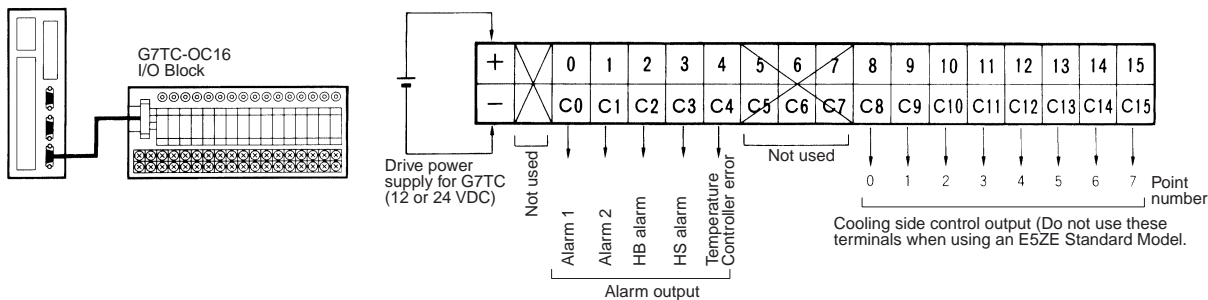 G7TC-OC16
I/O Block
+ 0 1 2 3 4 5 6 7 8 9 10 11 12 13 14 15
− C0 C1 C2 C3 C4 C5 C6 C7 C8 C9 C10 C11 C12 C13 C14 C15
Drive power
supply for G7TC
(12 or 24 VDC)
Not used
Alarm 1
Alarm 2
HB alarm
HS alarm
Temperature
Controller error
Alarm output
Not used
0 1 2 3 4 5 6 7 Point
number
Cooling side control output (Do not use these
terminals when using an E5ZE Standard Model.